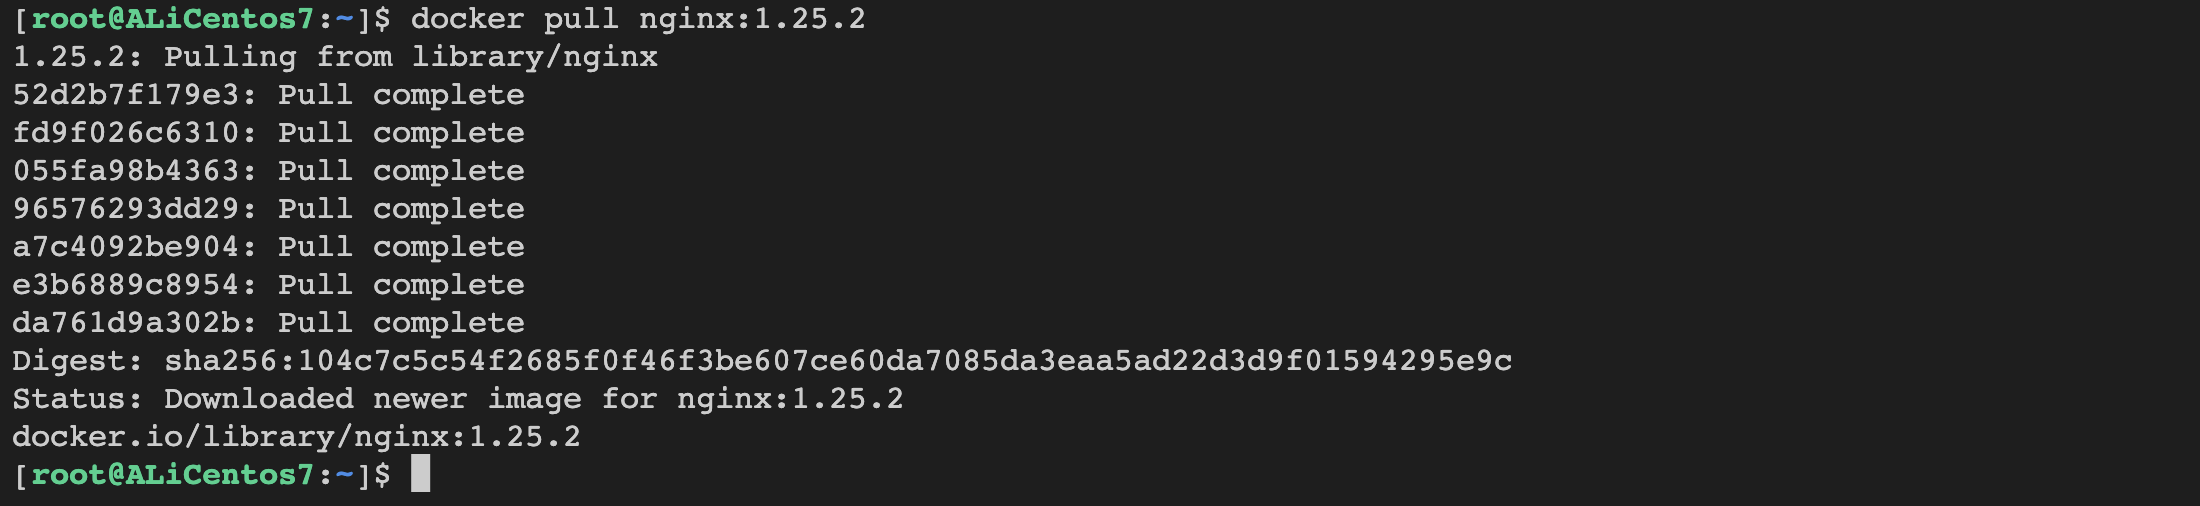 [root@ALiCentos7:~]$ docker pull nginx:1.25.2
1.25.2: Pulling from library/nginx
52d2b7f179e3: Pull complete
fd9f026c6310: Pull complete
055fa98b4363: Pull complete
96576293dd29: Pull complete
a7c4092be904: Pull complete
e3b6889c8954: Pull complete
da761d9a302b: Pull complete
Digest: sha256:104c7c5c54f2685f0f46f3be607ce60da7085da3eaa5ad22d3d9f01594295e9c
Status: Downloaded newer image for nginx:1.25.2
docker.io/library/nginx:1.25.2
[root@ALiCentos7:~]$